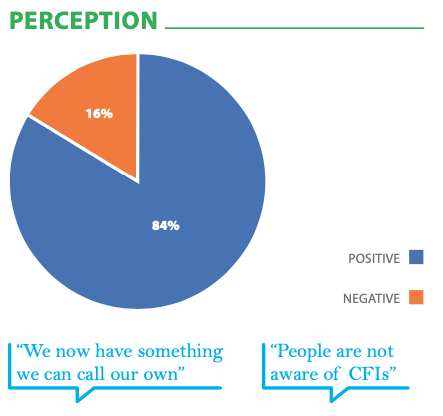 PERCEPTION
16%
84%
POSITIVE
NEGATIVE
“We now have something
we can call our own”
“People are not
aware of CFIs”